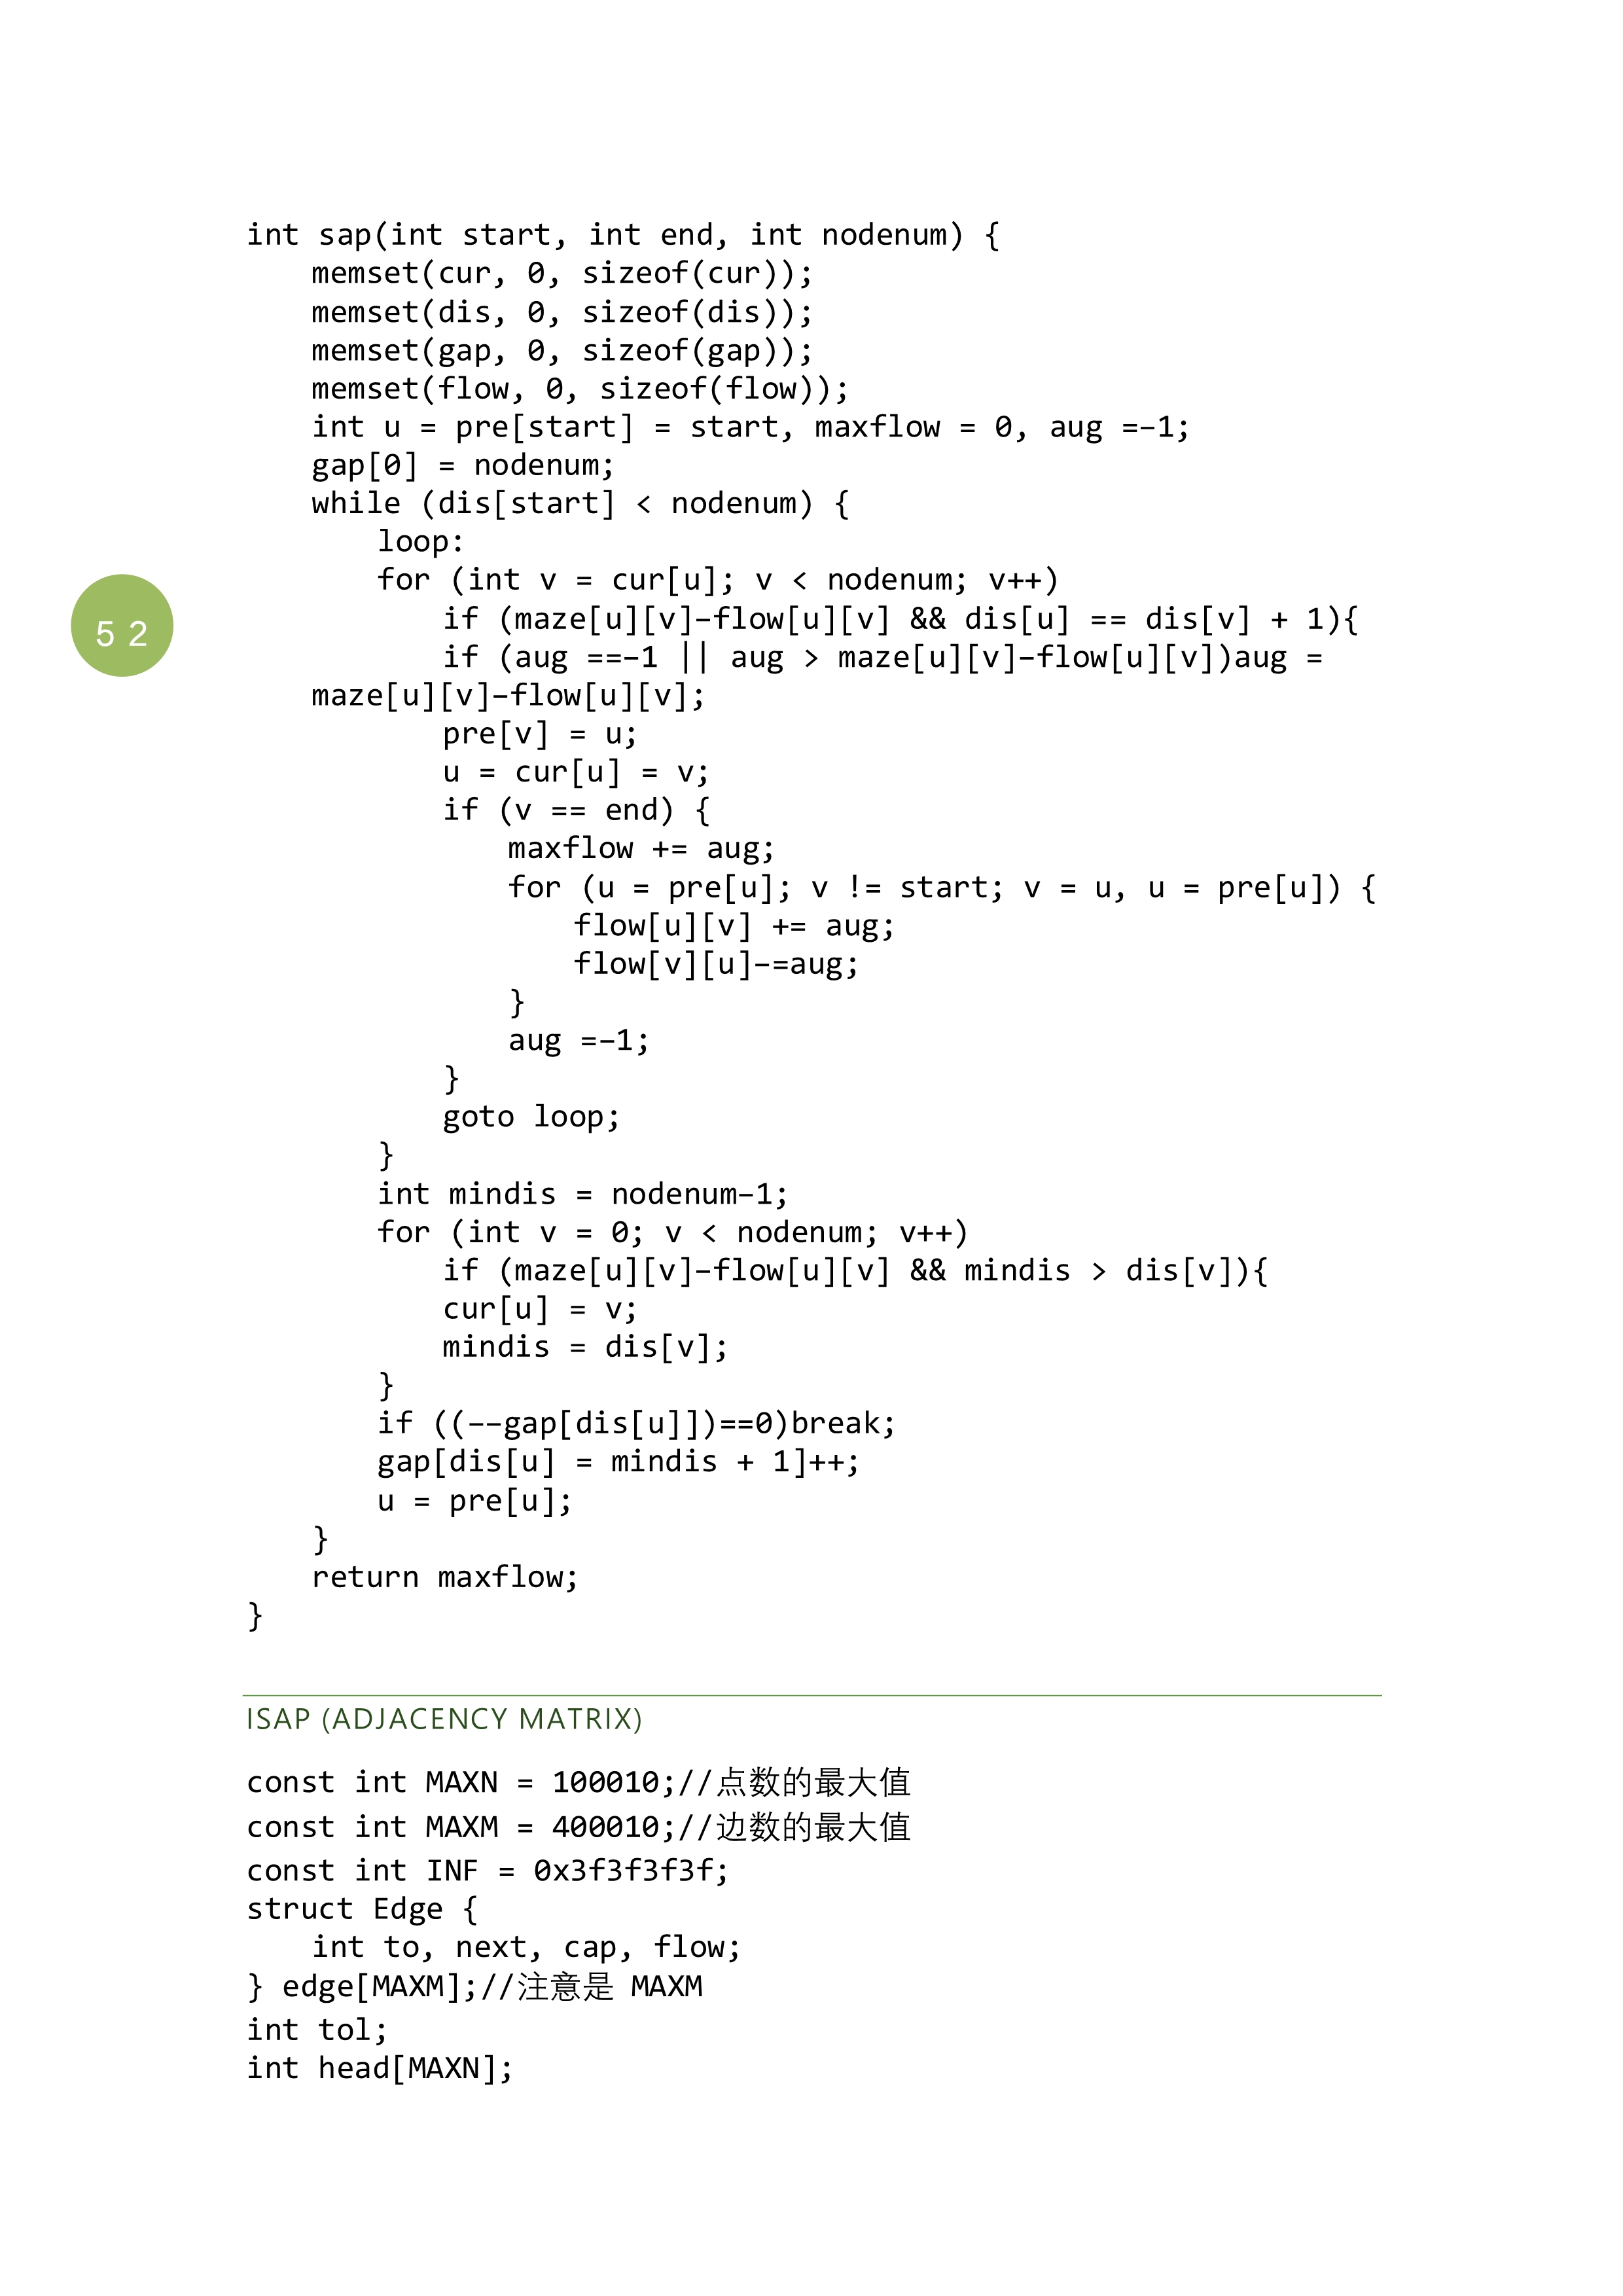 int sap(int start, int end, int nodenum) {
    memset(cur, 0, sizeof(cur));
    memset(dis, 0, sizeof(dis));
    memset(gap, 0, sizeof(gap));
    memset(flow, 0, sizeof(flow));
    int u = pre[start] = start, maxflow = 0, aug =−1;
    gap[0] = nodenum;
    while (dis[start] < nodenum) {
        loop:
        for (int v = cur[u]; v < nodenum; v++)
52
            if (maze[u][v]−flow[u][v] && dis[u] == dis[v] + 1){
            if (aug ==−1 || aug > maze[u][v]−flow[u][v])aug =
    maze[u][v]−flow[u][v];
            pre[v] = u;
            u = cur[u] = v;
            if (v == end) {
                maxflow += aug;
                for (u = pre[u]; v != start; v = u, u = pre[u]) {
                    flow[u][v] += aug;
                    flow[v][u]−=aug;
                }
                aug =−1;
            }
            goto loop;
        }
        int mindis = nodenum−1;
        for (int v = 0; v < nodenum; v++)
            if (maze[u][v]−flow[u][v] && mindis > dis[v]){
            cur[u] = v;
            mindis = dis[v];
        }
        if ((−−gap[dis[u]])==0)break;
        gap[dis[u] = mindis + 1]++;
        u = pre[u];
    }
    return maxflow;
}
ISAP (ADJACENCY MATRIX)
const int MAXN = 100010;//点数的最大值
const int MAXM = 400010;//边数的最大值
const int INF = 0x3f3f3f3f;
struct Edge {
    int to, next, cap, flow;
} edge[MAXM];//注意是 MAXM
int tol;
int head[MAXN];